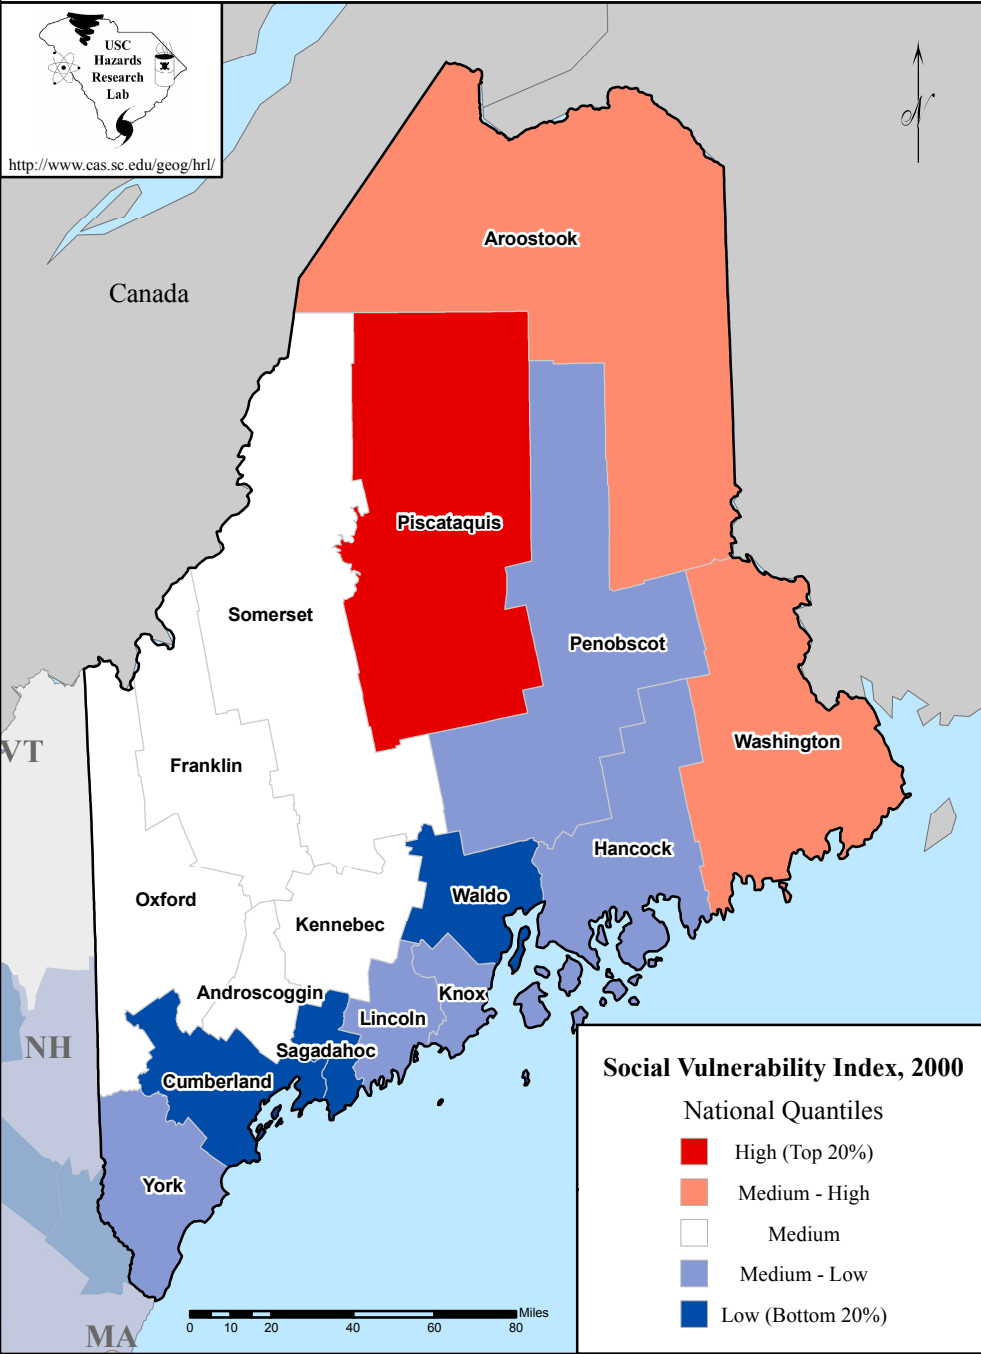 USC
Hazards
Research
Lab
http://www.cas.sc.edu/geog/hrl/
N
Aroostook
Canada
Piscataquis
Somerset
Penobscot
VT
Washington
Franklin
Hancock
Oxford
Waldo
Kennebec
Androscoggin
Knox
Lincoln
NH
Sagadahoc
Cumberland
York
MA
Social Vulnerability Index, 2000
National Quantiles
High (Top 20%)
Medium - High
Medium
Medium - Low
Low (Bottom 20%)
Miles
0 10 20 40 60 80